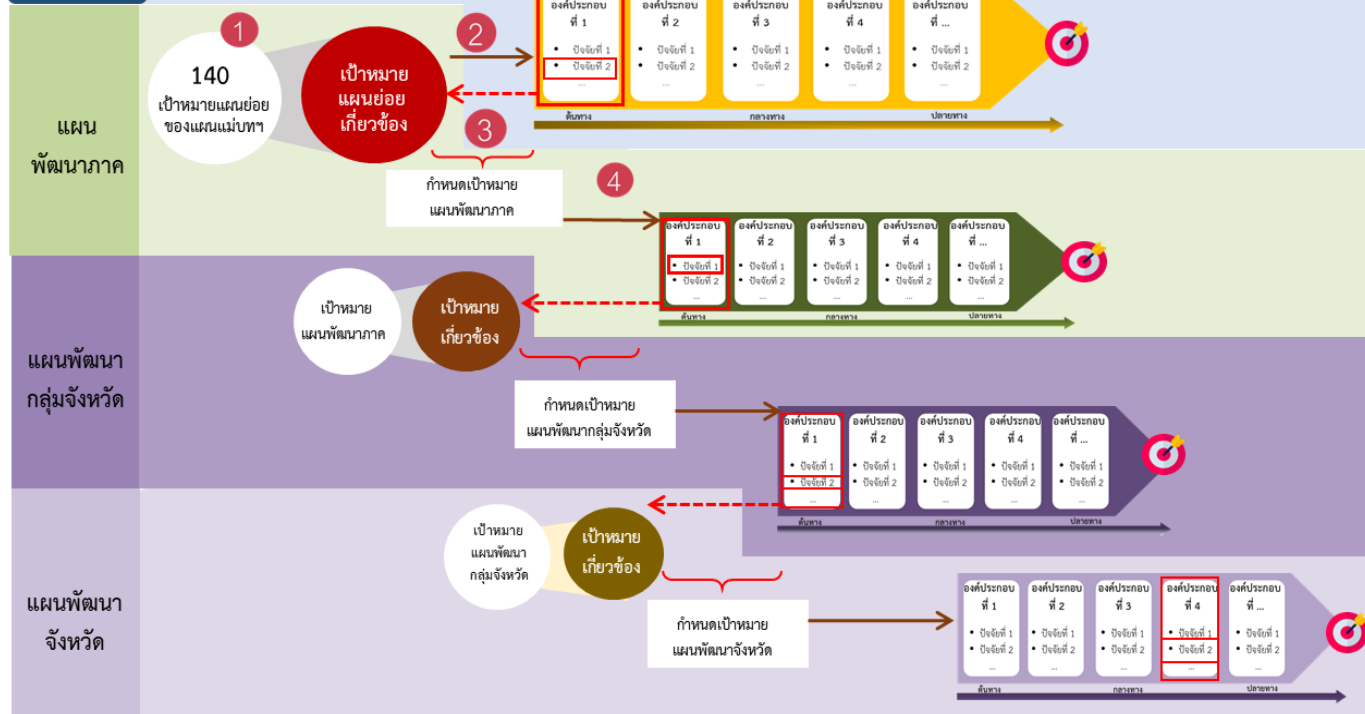 องค์ประกอบ
ที่ 1
• ปัจจัยที่ 1
• ปัจจัยที่ 2
...
องค์ประกอบ
ที่ 2
• ปัจจัยที่ 1
• ปัจจัยที่ 2
...
องค์ประกอบ
ที่ 3
• ปัจจัยที่ 1
• ปัจจัยที่ 2
...
องค์ประกอบ
ที่ 4
• ปัจจัยที่ 1
• ปัจจัยที่ 2
...
องค์ประกอบ
ที่ ...
• ปัจจัยที่ 1
• ปัจจัยที่ 2
...
ต้นทาง
กลางทาง
ปลายทาง
แผน
พัฒนาภาค
1
140
เป้าหมายแผนย่อย
ของแผนแม่บทฯ
เป้าหมาย
แผนย่อย
เกี่ยวข้อง
2
3
กำหนดเป้าหมาย
แผนพัฒนาภาค
4
องค์ประกอบ
ที่ 1
• ปัจจัยที่ 1
• ปัจจัยที่ 2
...
องค์ประกอบ
ที่ 2
• ปัจจัยที่ 1
• ปัจจัยที่ 2
...
องค์ประกอบ
ที่ 3
• ปัจจัยที่ 1
• ปัจจัยที่ 2
...
องค์ประกอบ
ที่ 4
• ปัจจัยที่ 1
• ปัจจัยที่ 2
...
องค์ประกอบ
ที่ ...
• ปัจจัยที่ 1
• ปัจจัยที่ 2
...
ต้นทาง
กลางทาง
ปลายทาง
แผนพัฒนา
กลุ่มจังหวัด
เป้าหมาย
แผนพัฒนาภาค
เป้าหมาย
เกี่ยวข้อง
กำหนดเป้าหมาย
แผนพัฒนากลุ่มจังหวัด
องค์ประกอบ
ที่ 1
• ปัจจัยที่ 1
• ปัจจัยที่ 2
...
องค์ประกอบ
ที่ 2
• ปัจจัยที่ 1
• ปัจจัยที่ 2
...
องค์ประกอบ
ที่ 3
• ปัจจัยที่ 1
• ปัจจัยที่ 2
...
องค์ประกอบ
ที่ 4
• ปัจจัยที่ 1
• ปัจจัยที่ 2
...
องค์ประกอบ
ที่ ...
• ปัจจัยที่ 1
• ปัจจัยที่ 2
...
ต้นทาง
กลางทาง
ปลายทาง
แผนพัฒนา
จังหวัด
เป้าหมาย
แผนพัฒนา
กลุ่มจังหวัด
เป้าหมาย
เกี่ยวข้อง
กำหนดเป้าหมาย
แผนพัฒนาจังหวัด
องค์ประกอบ
ที่ 1
• ปัจจัยที่ 1
• ปัจจัยที่ 2
...
องค์ประกอบ
ที่ 2
• ปัจจัยที่ 1
• ปัจจัยที่ 2
...
องค์ประกอบ
ที่ 3
• ปัจจัยที่ 1
• ปัจจัยที่ 2
...
องค์ประกอบ
ที่ 4
• ปัจจัยที่ 1
• ปัจจัยที่ 2
...
องค์ประกอบ
ที่ ...
• ปัจจัยที่ 1
• ปัจจัยที่ 2
...
ต้นทาง
กลางทาง
ปลายทาง